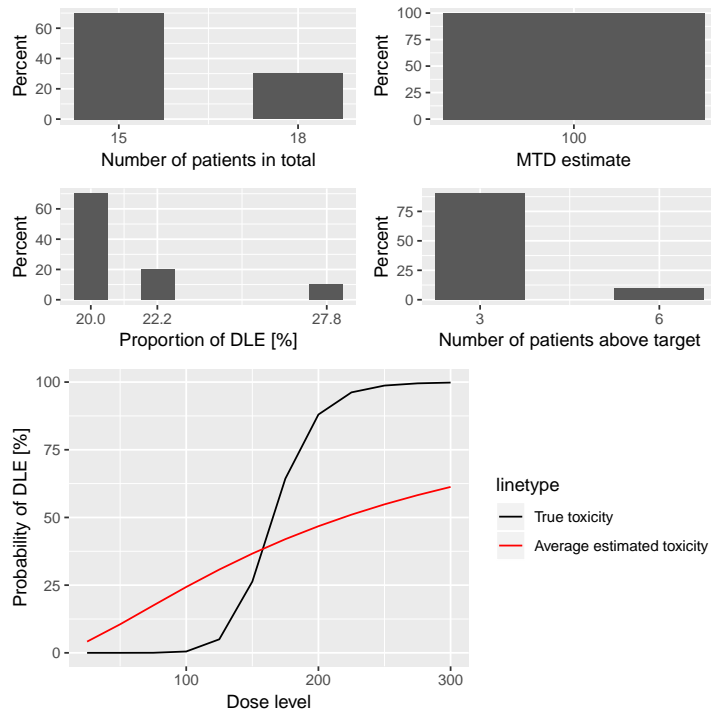 Percent
0
20
40
60
15
18
Number of patients in total
Percent
0
25
50
75
100
100
MTD estimate
Percent
0
20
40
60
20.0
22.2
27.8
Proportion of DLE [%]
Percent
0
25
50
75
3
6
Number of patients above target
Probability of DLE [%]
0
25
50
75
100
100
200
300
Dose level
linetype
True toxicity
Average estimated toxicity